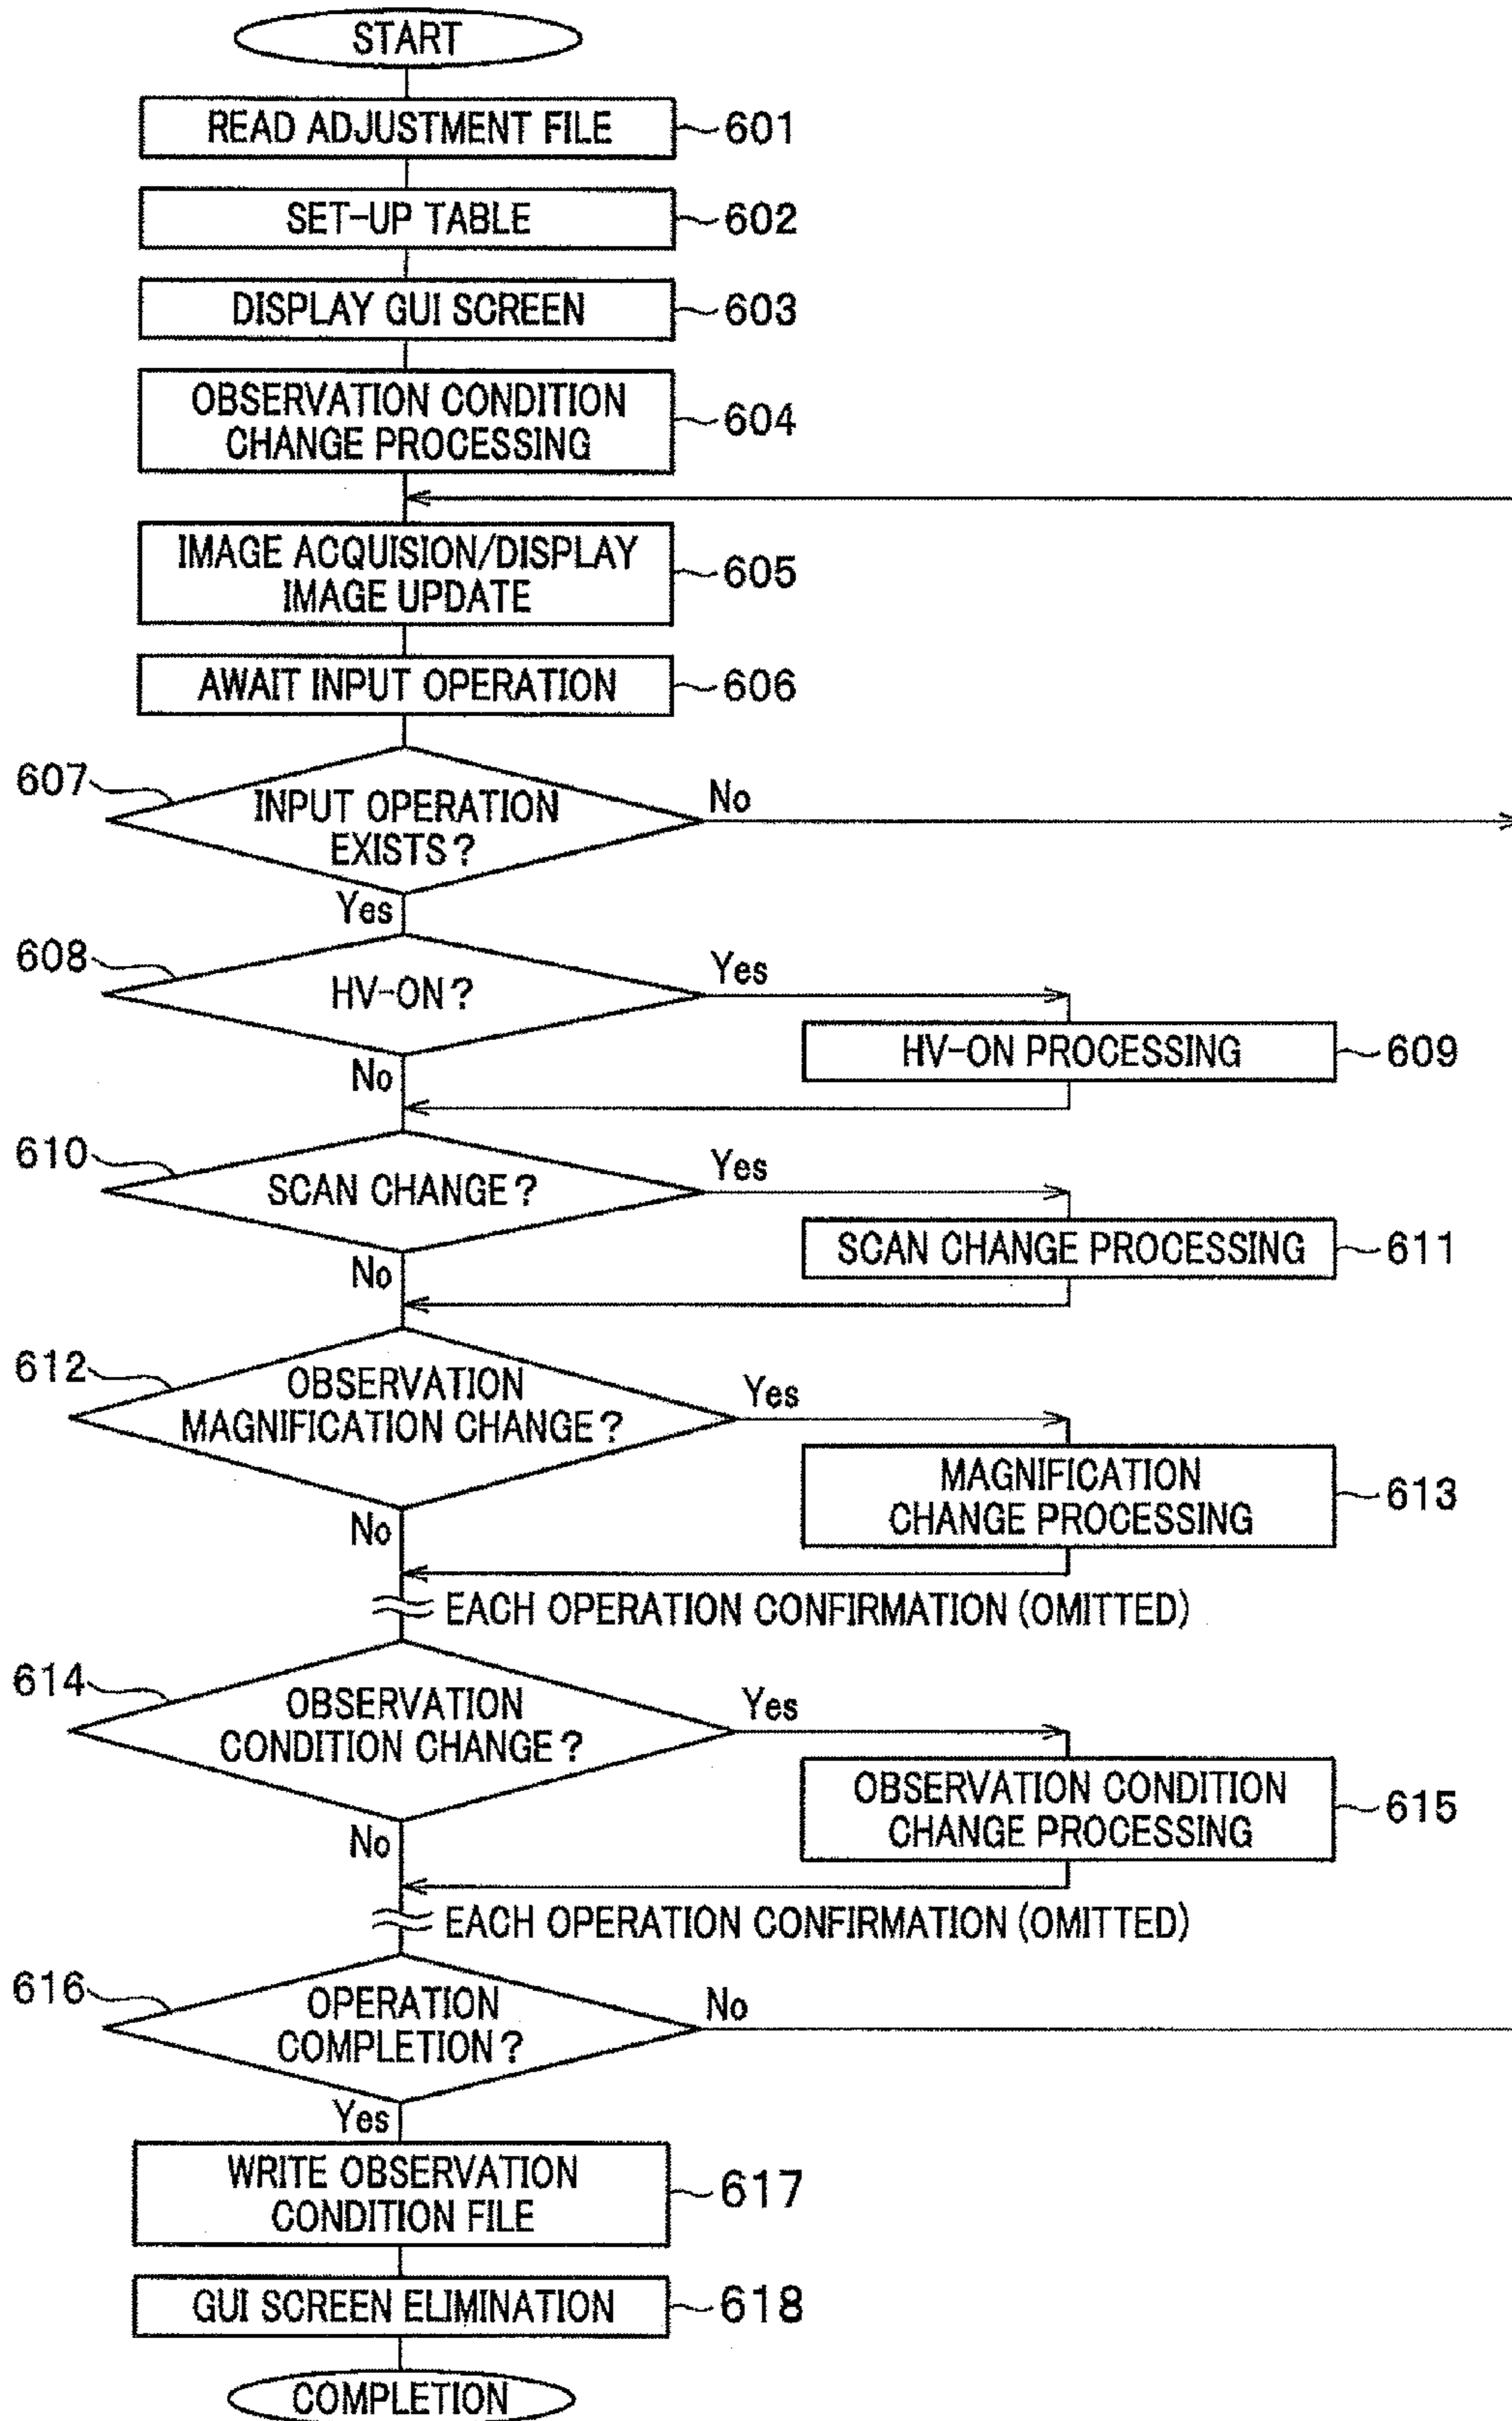 START
READ ADJUSTMENT FILE
601
SET-UP TABLE
602
DISPLAY GUI SCREEN
603
OBSERVATION CONDITION
CHANGE PROCESSING
604
IMAGE ACQUISION/DISPLAY
IMAGE UPDATE
605
AWAIT INPUT OPERATION
606
607
INPUT OPERATION
EXISTS?
No
Yes
608
HV-ON?
Yes
HV-ON PROCESSING
609
No
610
SCAN CHANGE?
Yes
SCAN CHANGE PROCESSING
611
No
612
OBSERVATION
MAGNIFICATION CHANGE?
Yes
MAGNIFICATION
CHANGE PROCESSING
613
No
EACH OPERATION CONFIRMATION (OMITTED)
614
OBSERVATION
CONDITION CHANGE?
Yes
OBSERVATION CONDITION
CHANGE PROCESSING
615
No
EACH OPERATION CONFIRMATION (OMITTED)
616
OPERATION
COMPLETION?
No
Yes
WRITE OBSERVATION
CONDITION FILE
617
GUI SCREEN ELIMINATION
618
COMPLETION